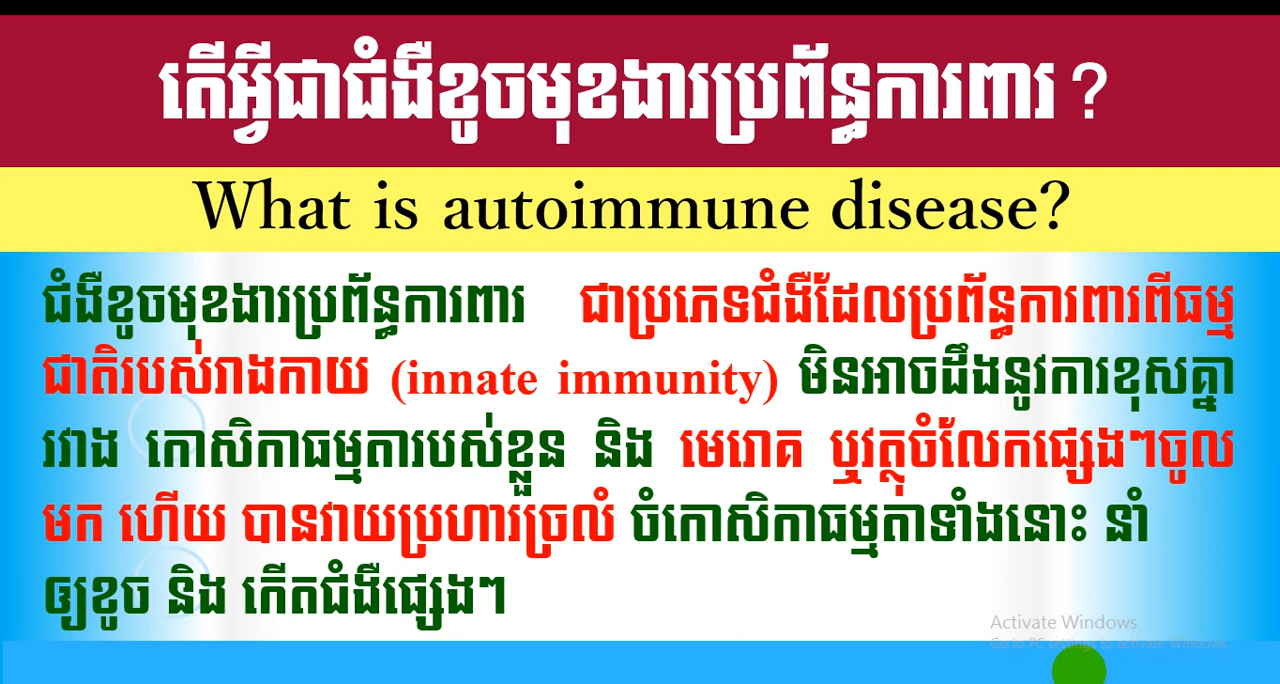 តើអ្វីជាជំងឺខូចមុខងារប្រព័ន្ធការពារ ?
What is autoimmune disease?
ជំងឺខូចមុខងារប្រព័ន្ធការពារ ជាប្រភេទជំងឺដែលប្រព័ន្ធការពារពីធម្ម
ជាតិរបស់រាងកាយ (innate immunity) មិនអាចដឹងនូវការខុសគ្នា
រវាង កោសិកាធម្មតារបស់ខ្លួន និង មេរោគ ឬវត្ថុចំលែកផ្សេងៗចូល
មក ហើយ បានវាយប្រហារច្រលំ ចំកោសិកាធម្មតាទាំងនោះ នាំ
ឲ្យខូច និង កើតជំងឺផ្សេងៗ
Activate Windows
Go to PC settings to activate Windows.